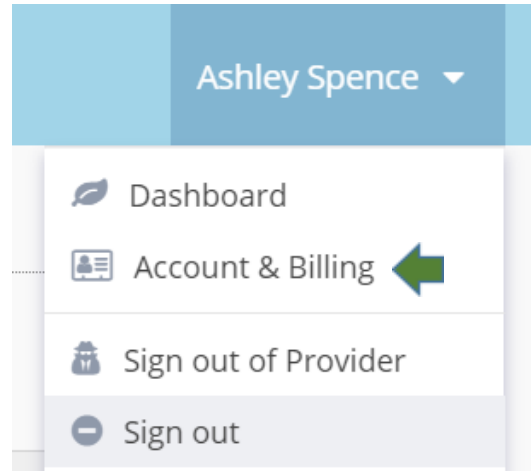 Ashley Spence
Dashboard
Account & Billing
Sign out of Provider
Sign out